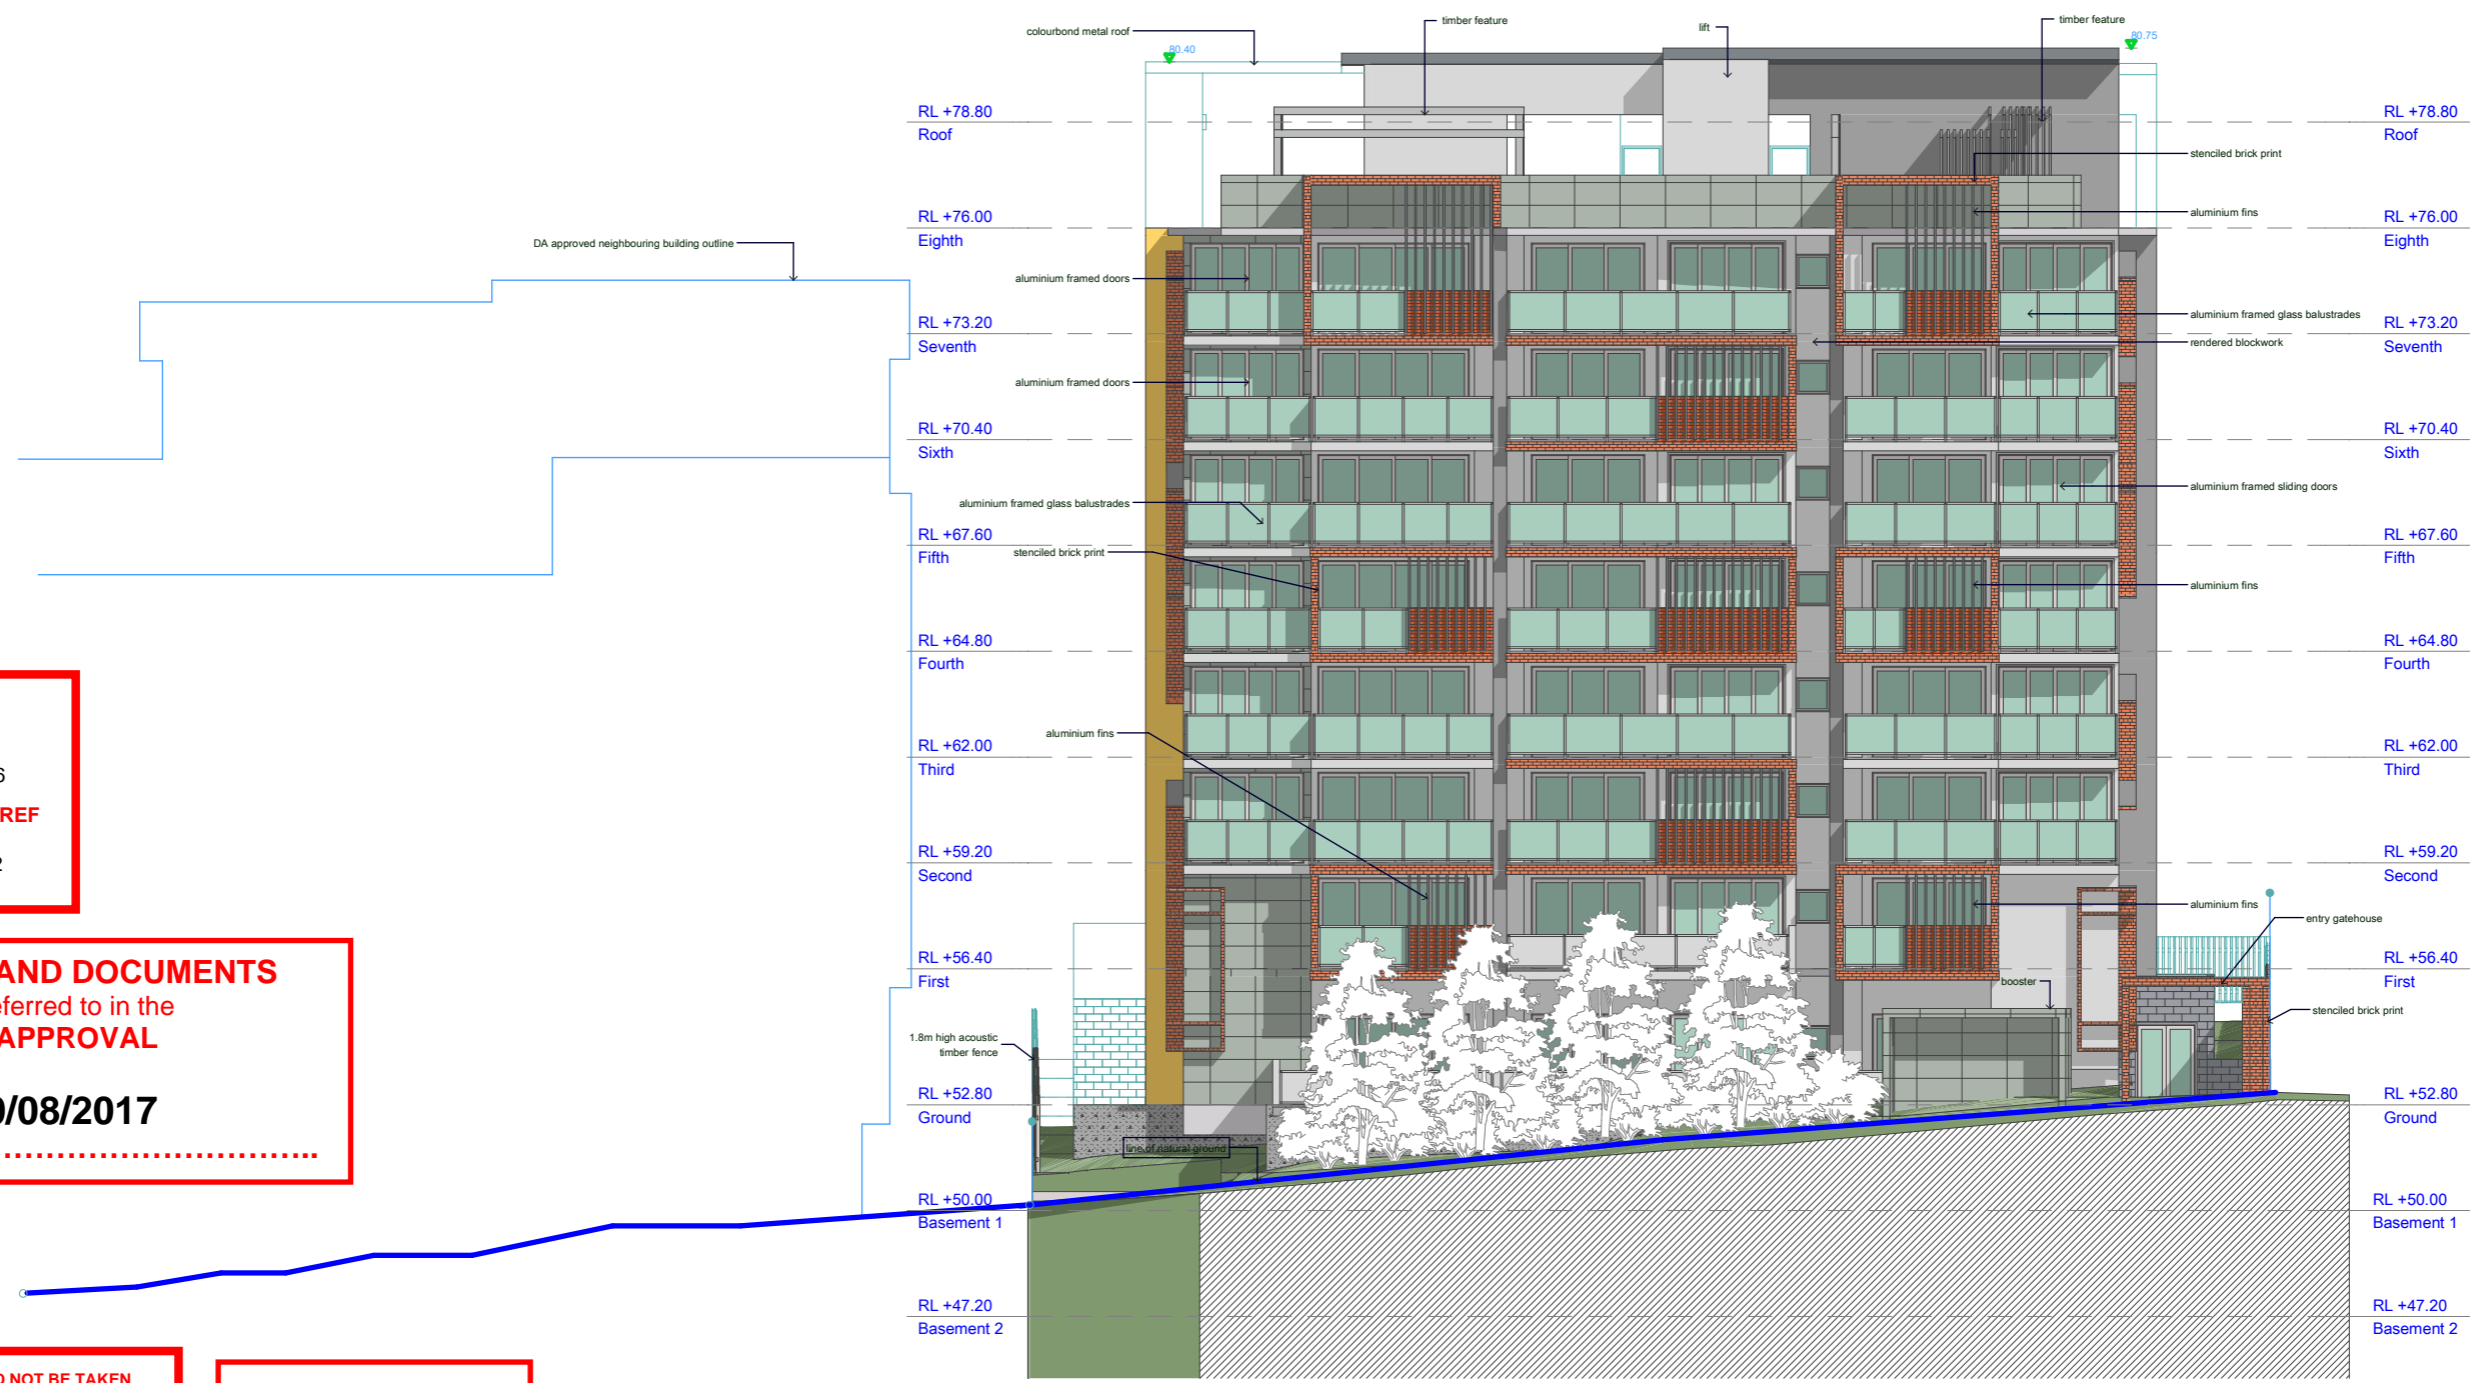 timber feature
lift
timber feature
colourbond metal roof
80.40
80.75
RL +78.80
Roof
RL +78.80
Roof
stenciled brick print
RL +76.00
Eighth
aluminium fins
RL +76.00
Eighth
DA approved neighbouring building outline
aluminium framed doors
RL +73.20
Seventh
aluminium framed glass balustrades
rendered blockwork
RL +73.20
Seventh
aluminium framed doors
RL +70.40
Sixth
RL +70.40
Sixth
aluminium framed glass balustrades
aluminium framed sliding doors
RL +67.60
Fifth
stenciled brick print
RL +67.60
Fifth
aluminium fins
RL +64.80
Fourth
RL +64.80
Fourth
aluminium fins
RL +62.00
Third
RL +62.00
Third
6
REF
2
RL +59.20
Second
RL +59.20
Second
aluminium fins
entry gatehouse
RL +56.40
First
RL +56.40
First
booster
stenciled brick print
AND DOCUMENTS
eferred to in the
APPROVAL
0/08/2017
1.8m high acoustic
timber fence
RL +52.80
Ground
RL +52.80
Ground
line of natural ground
RL +50.00
Basement 1
RL +50.00
Basement 1
RL +47.20
Basement 2
RL +47.20
Basement 2
NOT BE TAKEN